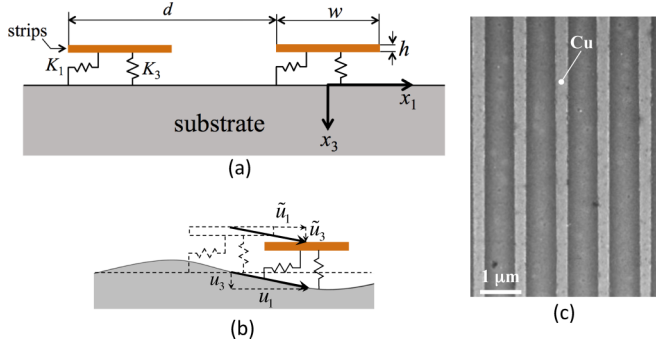 d
w
strips
h
K₁
K₃
x₁
substrate
x₃
(a)
ũ₁
ũ₃
u₃
u₁
(b)
Cu
1 μm
(c)